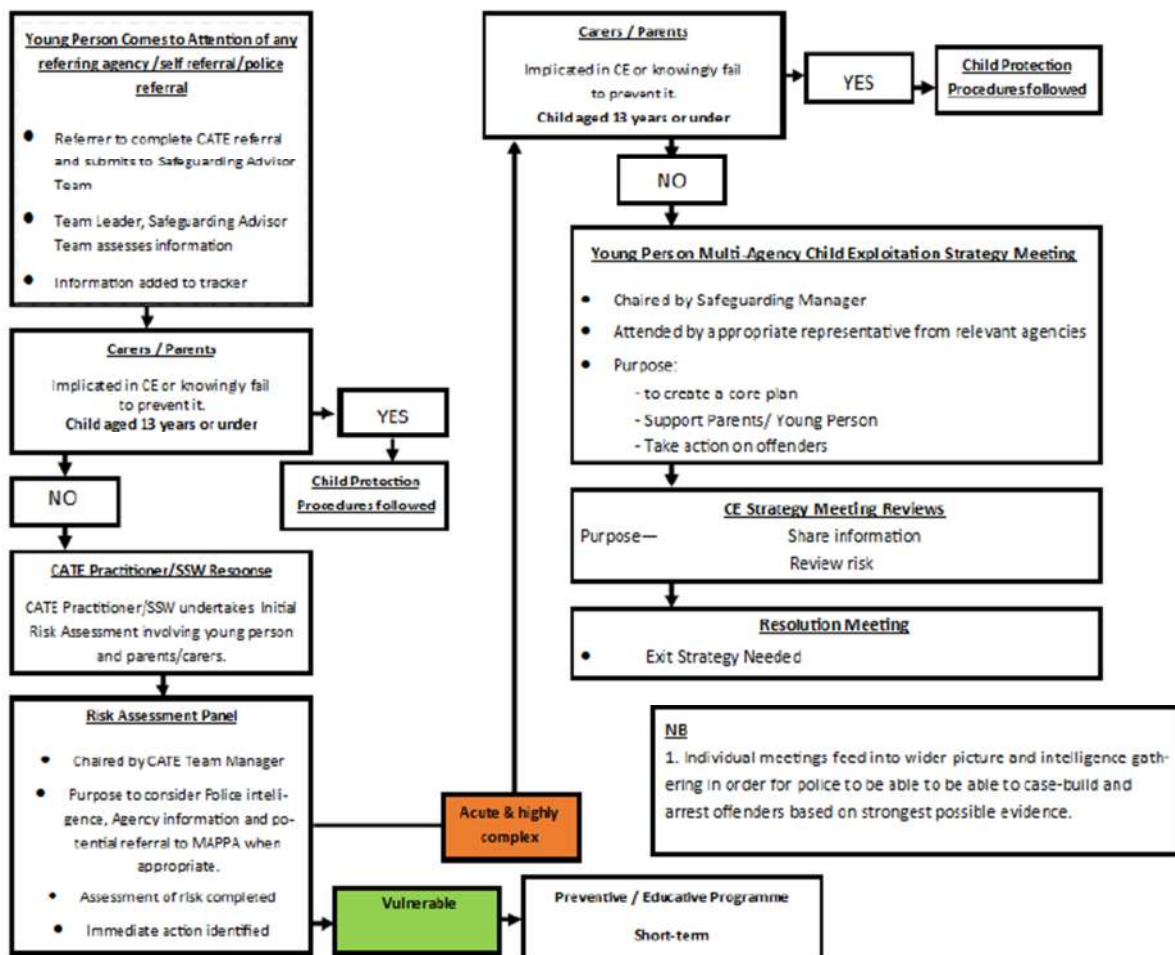 Young Person Comes to Attention of any
referring agency /self referral/police
referral
● Referrer to complete CATE referral
and submits to Safeguarding Advisor
Team
● Team Leader, Safeguarding Advisor
Team assesses information
● Information added to tracker
Carers / Parents
Implicated in CE or knowingly fail
to prevent it.
Child aged 13 years or under
YES
Child Protection
Procedures followed
NO
CATE Practitioner/SSW Response
CATE Practitioner/SSW undertakes Initial
Risk Assessment involving young person
and parents/carers.
Risk Assessment Panel
● Chaired by CATE Team Manager
● Purpose to consider Police intelli-
gence, Agency information and po-
tential referral to MAPPA when
appropriate.
● Assessment of risk completed
● Immediate action identified
Acute & highly
complex
Vulnerable
Preventive / Educative Programme
Short-term
Carers / Parents
Implicated in CE or knowingly fail
to prevent it.
Child aged 13 years or under
YES
Child Protection
Procedures followed
NO
Young Person Multi-Agency Child Exploitation Strategy Meeting
● Chaired by Safeguarding Manager
● Attended by appropriate representative from relevant agencies
● Purpose:
- to create a core plan
- Support Parents/ Young Person
- Take action on offenders
CE Strategy Meeting Reviews
Purpose— Share information
Review risk
Resolution Meeting
● Exit Strategy Needed
NB
1. Individual meetings feed into wider picture and intelligence gath-
ering in order for police to be able to be able to case-build and
arrest offenders based on strongest possible evidence.